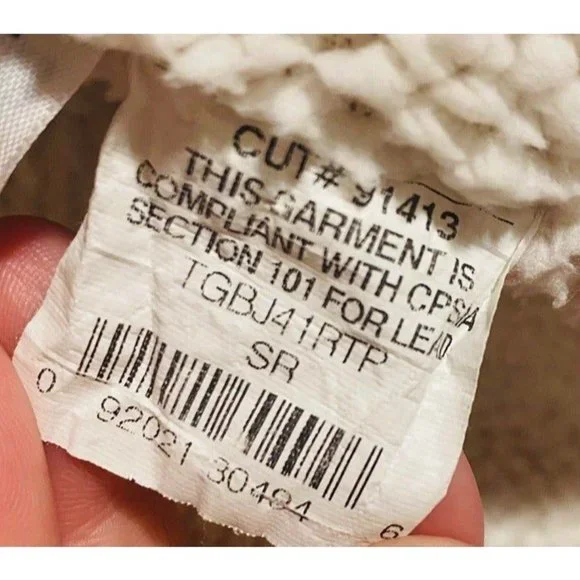 CUT# 91413
THIS GARMENT IS
COMPLIANT WITH CPSIA
SECTION 101 FOR LEAD
TGBJ41RTP
SR
0 92021 30484 6